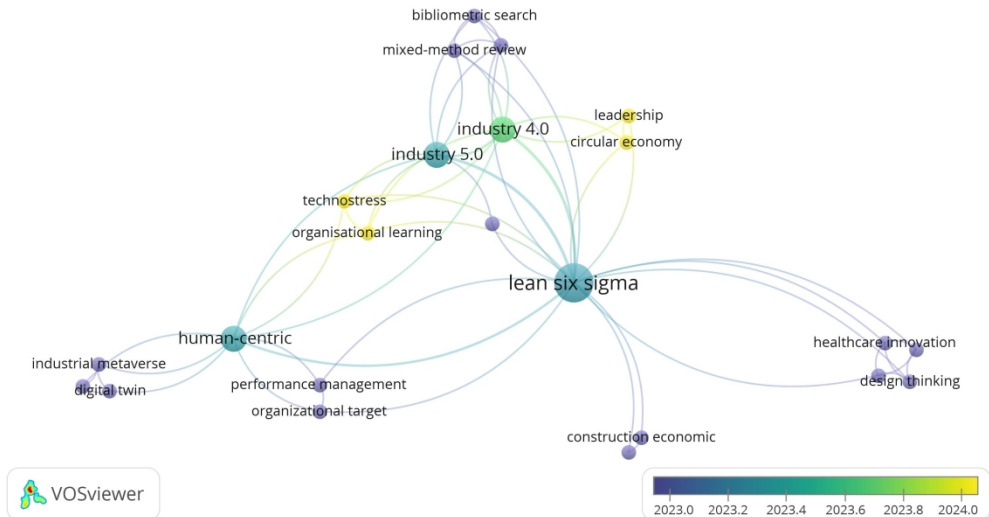 bibliometric search
mixed-method review
leadership
industry 4.0
circular economy
industry 5.0
technostress
organisational learning
lean six sigma
human-centric
healthcare innovation
industrial metaverse
design thinking
performance management
digital twin
organizational target
construction economic
VOSviewer
2023.0 2023.2 2023.4 2023.6 2023.8 2024.0